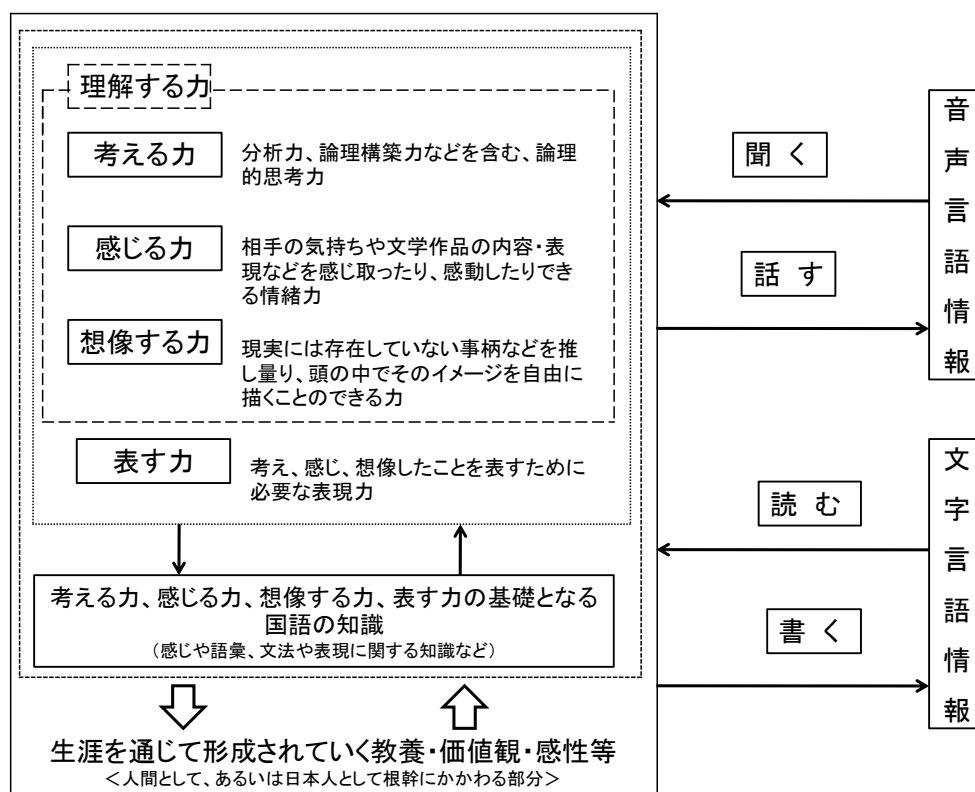 理解する力
考える力
分析力、論理構築力などを含む、論理
的思考力
感じる力
相手の気持ちや文学作品の内容・表
現などを感じ取ったり、感動したりでき
る情緒力
想像する力
現実には存在していない事柄などを推
し量り、頭の中でそのイメージを自由に
描くことのできる力
表す力
考え、感じ、想像したことを表すために
必要な表現力
考える力、感じる力、想像する力、表す力の基礎となる
国語の知識
(感じや語彙、文法や表現に関する知識など)
生涯を通じて形成されていく教養・価値観・感性等
<人間として、あるいは日本人として根幹にかかわる部分>
聞く
話す
音声言語情報
読む
書く
文字言語情報